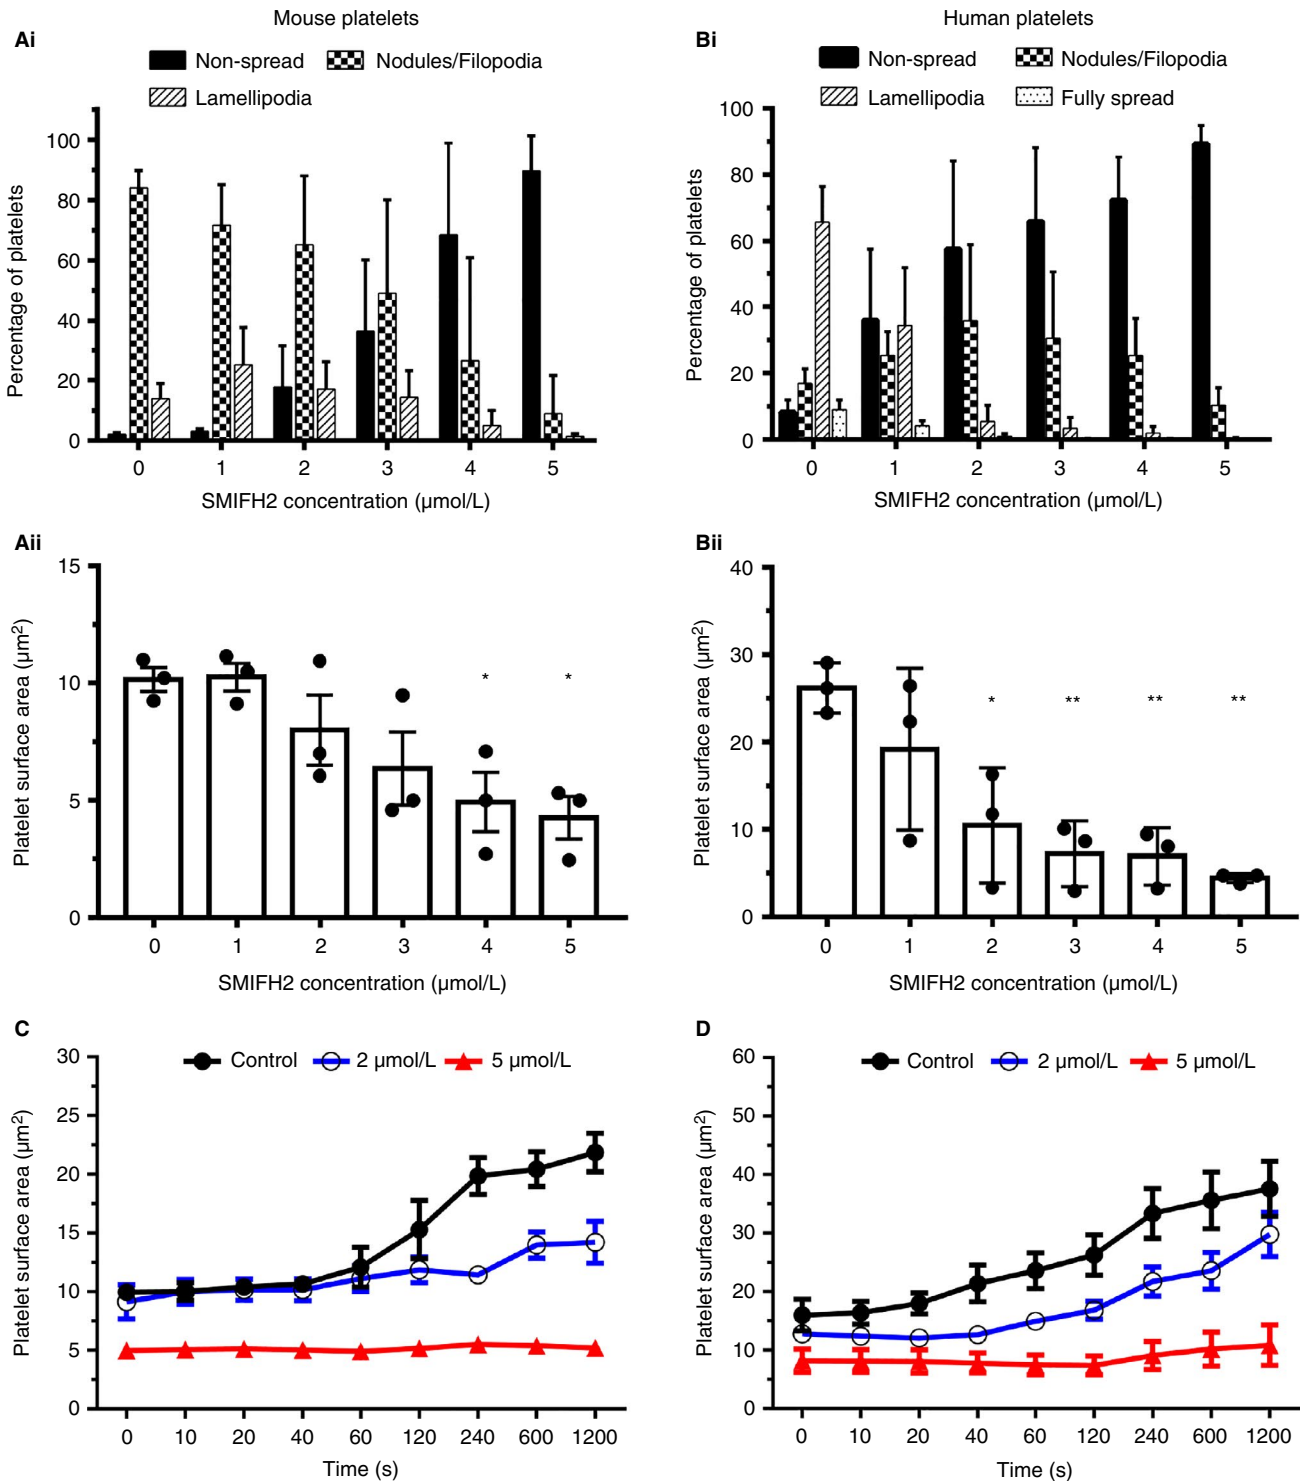 Mouse platelets
Ai
Non-spread
Nodules/Filopodia
Lamellipodia
Percentage of platelets
100
80
60
40
20
0
0 1 2 3 4 5
SMIFH2 concentration (µmol/L)
Human platelets
Bi
Non-spread
Nodules/Filopodia
Lamellipodia
Fully spread
Percentage of platelets
100
80
60
40
20
0
0 1 2 3 4 5
SMIFH2 concentration (µmol/L)
Aii
Platelet surface area (µm²)
15
10
5
0
* *
0 1 2 3 4 5
SMIFH2 concentration (µmol/L)
Bii
Platelet surface area (µm²)
40
30
20
10
0
* ** ** **
0 1 2 3 4 5
SMIFH2 concentration (µmol/L)
C
Control 2 µmol/L 5 µmol/L
Platelet surface area (µm²)
30
25
20
15
10
5
0
0 10 20 40 60 120 240 600 1200
Time (s)
D
Control 2 µmol/L 5 µmol/L
Platelet surface area (µm²)
60
50
40
30
20
10
0
0 10 20 40 60 120 240 600 1200
Time (s)